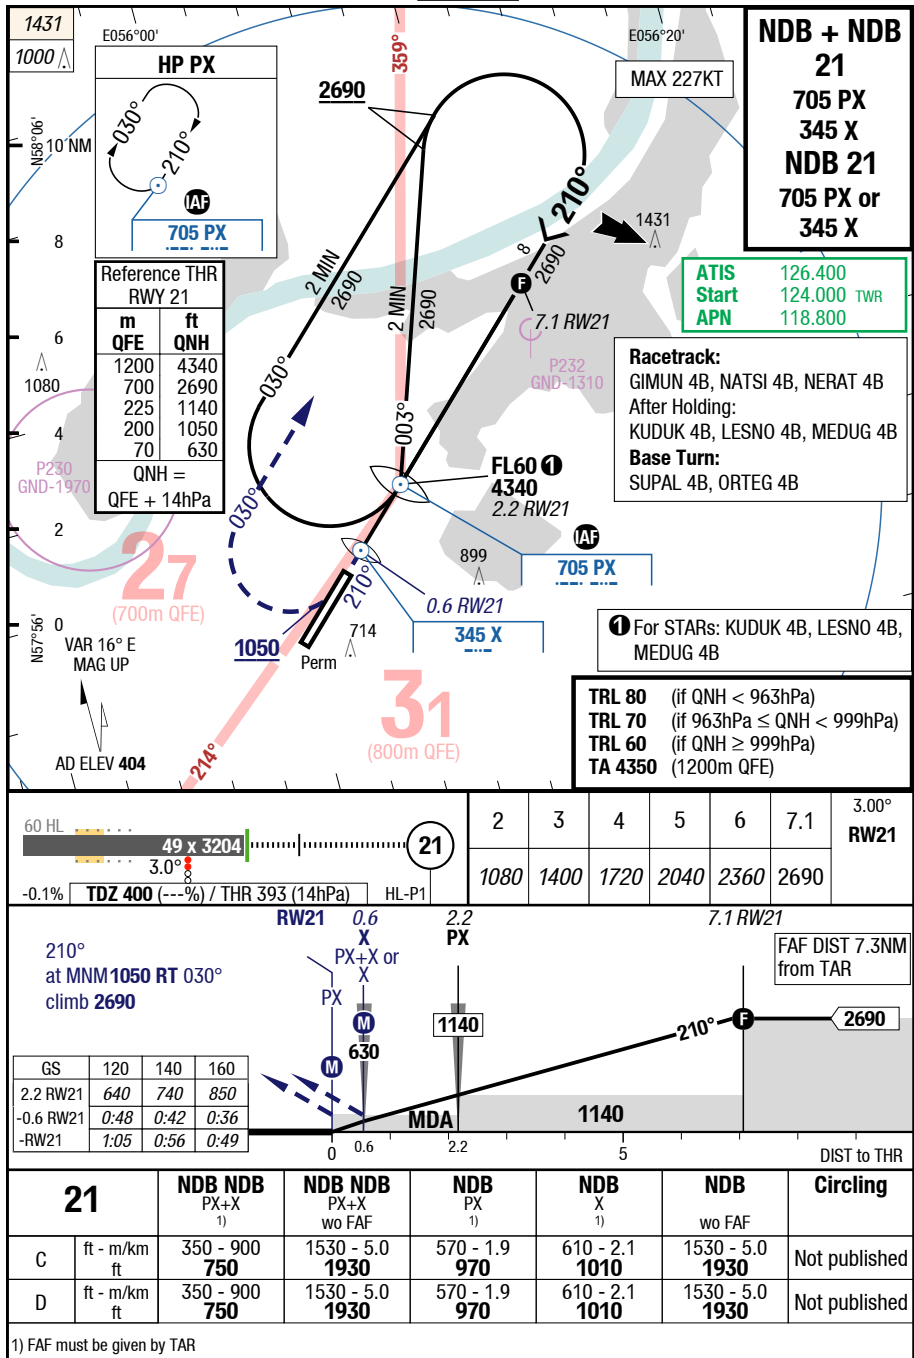 1431
1000
E056°00'
359°
E056°20'
NDB + NDB
21
705 PX
345 X
NDB 21
705 PX or
345 X
HP PX
030°
210°
IAF
705 PX
2690
MAX 227KT
N58°06'
10 NM
8
6
4
2
0
N57°56'
210°
1431
8
2690
F
7.1 RW21
ATIS 126.400
Start 124.000 TWR
APN 118.800
Reference THR
RWY 21
m ft
QFE QNH
1200 4340
700 2690
225 1140
200 1050
70 630
QNH =
QFE + 14hPa
2 MIN
2690
2 MIN
2690
030°
003°
1080
P232
GND-1310
P230
GND-1970
Racetrack:
GIMUN 4B, NATSI 4B, NERAT 4B
After Holding:
KUDUK 4B, LESNO 4B, MEDUG 4B
Base Turn:
SUPAL 4B, ORTEG 4B
FL60 1
4340
2.2 RW21
030°
IAF
705 PX
899
210°
0.6 RW21
345 X
27
(700m QFE)
1050
Perm
714
1 For STARs: KUDUK 4B, LESNO 4B,
MEDUG 4B
VAR 16° E
MAG UP
AD ELEV 404
214°
31
(800m QFE)
TRL 80 (if QNH < 963hPa)
TRL 70 (if 963hPa ≤ QNH < 999hPa)
TRL 60 (if QNH ≥ 999hPa)
TA 4350 (1200m QFE)
60 HL
49 x 3204
21
3.0°
-0.1% TDZ 400 (---%) / THR 393 (14hPa) HL-P1
2 3 4 5 6 7.1 3.00°
RW21
1080 1400 1720 2040 2360 2690
RW21 0.6 2.2 7.1 RW21
X PX
PX+X or
X
PX
210°
at MNM 1050 RT 030°
climb 2690
FAF DIST 7.3NM
from TAR
M
630
M
1140
210°
F
2690
MDA
1140
GS 120 140 160
2.2 RW21 640 740 850
-0.6 RW21 0:48 0:42 0:36
-RW21 1:05 0:56 0:49
0 0.6 2.2 5 DIST to THR
21 NDB NDB NDB NDB NDB NDB NDB Circling
PX+X PX+X PX X
1) wo FAF 1) 1) wo FAF
C ft - m/km 350 - 900 1530 - 5.0 570 - 1.9 610 - 2.1 1530 - 5.0 Not published
ft 750 1930 970 1010 1930
D ft - m/km 350 - 900 1530 - 5.0 570 - 1.9 610 - 2.1 1530 - 5.0 Not published
ft 750 1930 970 1010 1930
1) FAF must be given by TAR